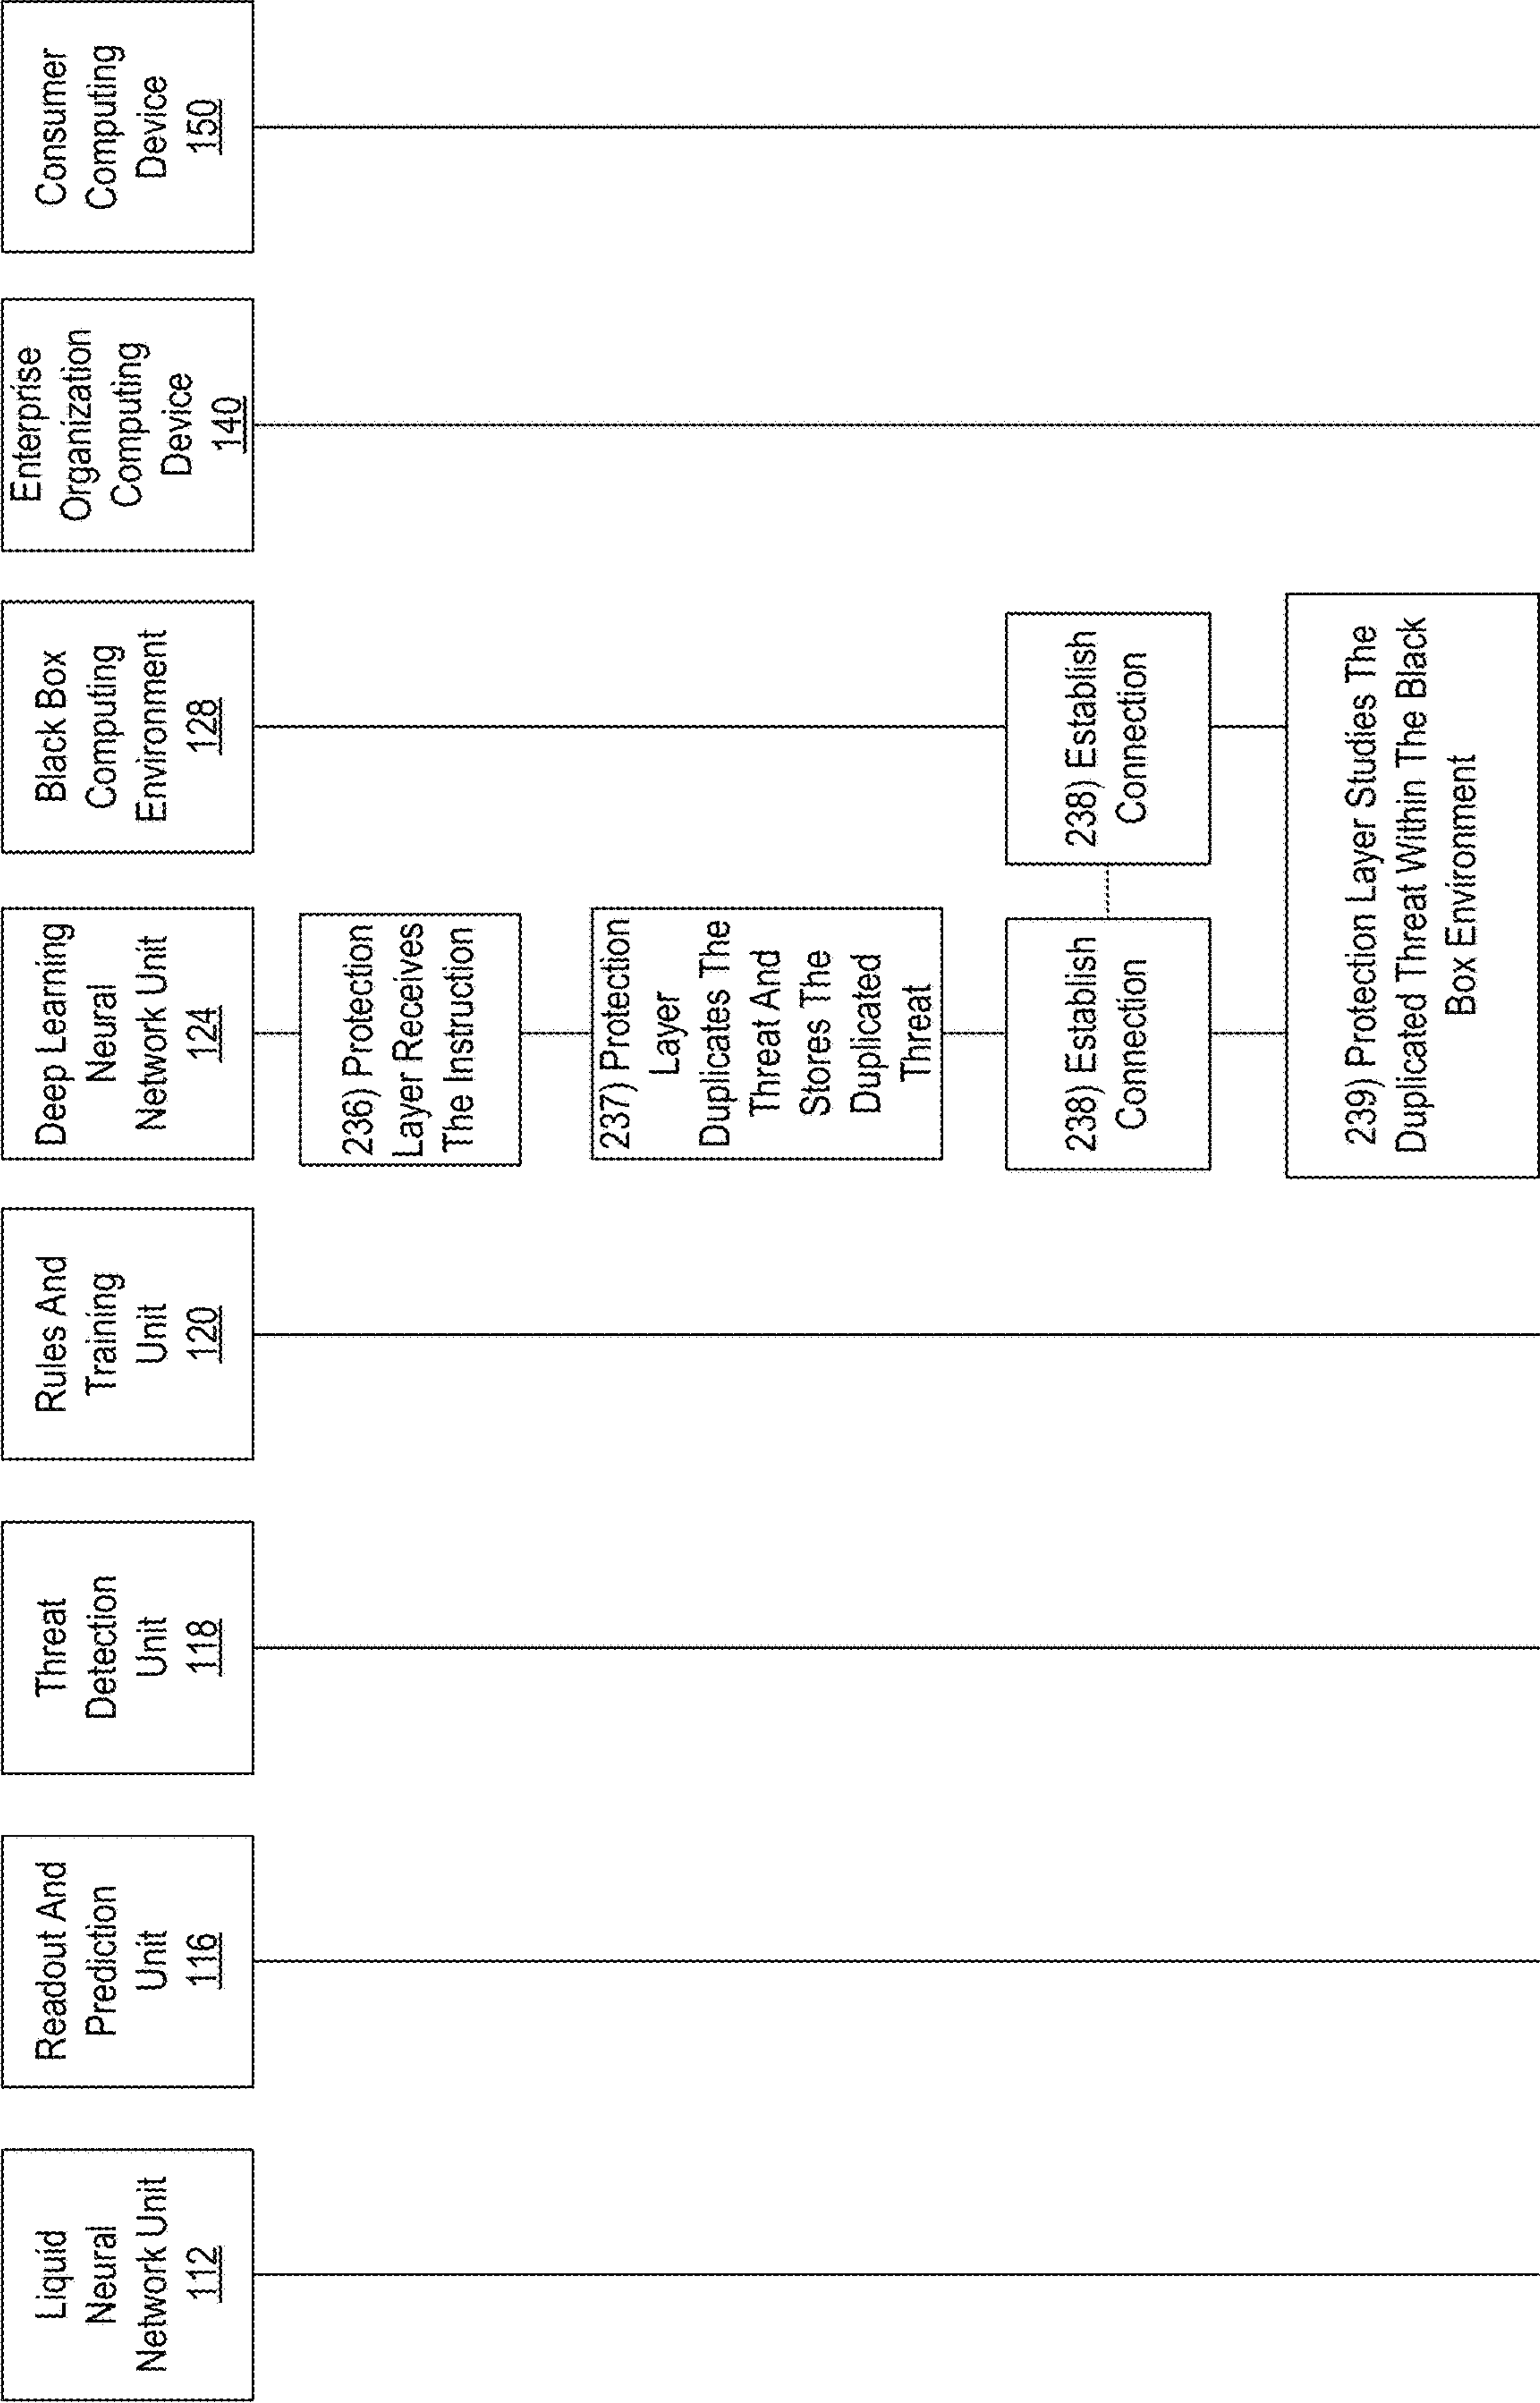 Liquid
Neural
Network Unit
112
Readout And
Prediction
Unit
116
Threat
Detection
Unit
118
Rules And
Training
Unit
120
Deep Learning
Neural
Network Unit
124
Black Box
Computing
Environment
128
Enterprise
Organization
Computing
Device
140
Consumer
Computing
Device
150
236) Protection
Layer Receives
The Instruction
237) Protection
Layer
Duplicates The
Threat And
Stores The
Duplicated
Threat
238) Establish
Connection
238) Establish
Connection
239) Protection Layer Studies The
Duplicated Threat Within The Black
Box Environment